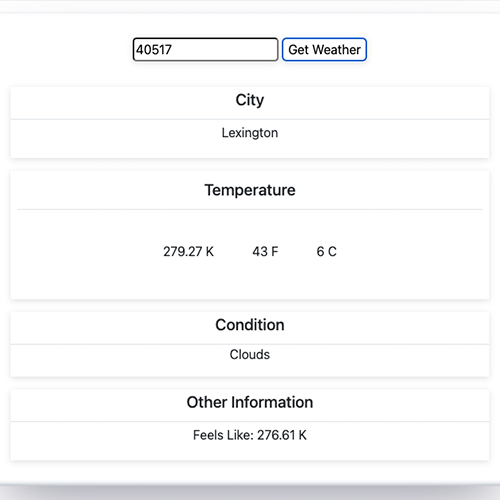 40517 Get Weather
City
Lexington
Temperature
279.27 K 43 F 6 C
Condition
Clouds
Other Information
Feels Like: 276.61 K